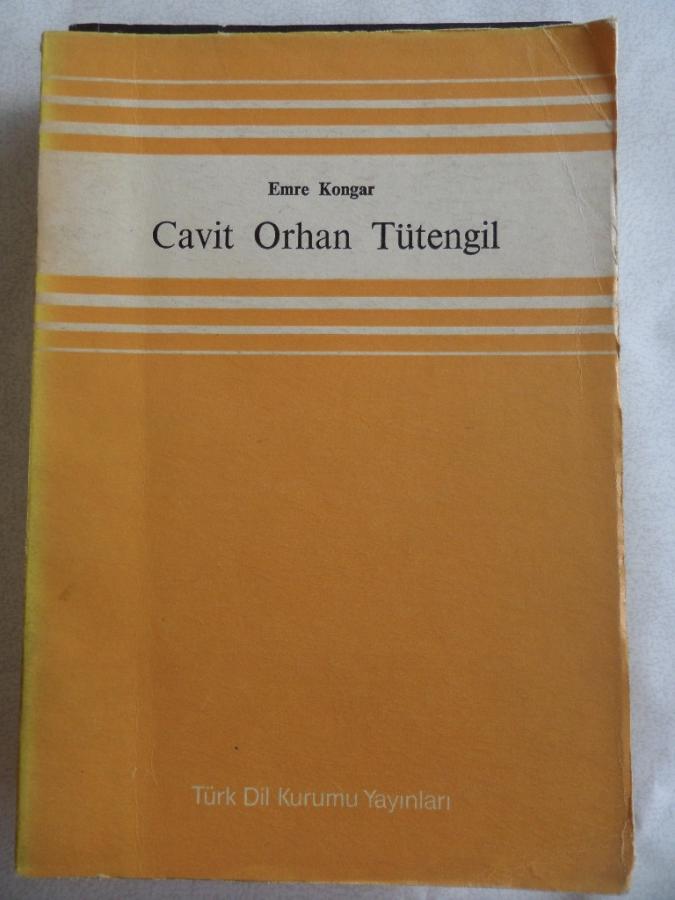 Emre Kongar
Cavit Orhan Tütengil
Türk Dil Kurumu Yayınları